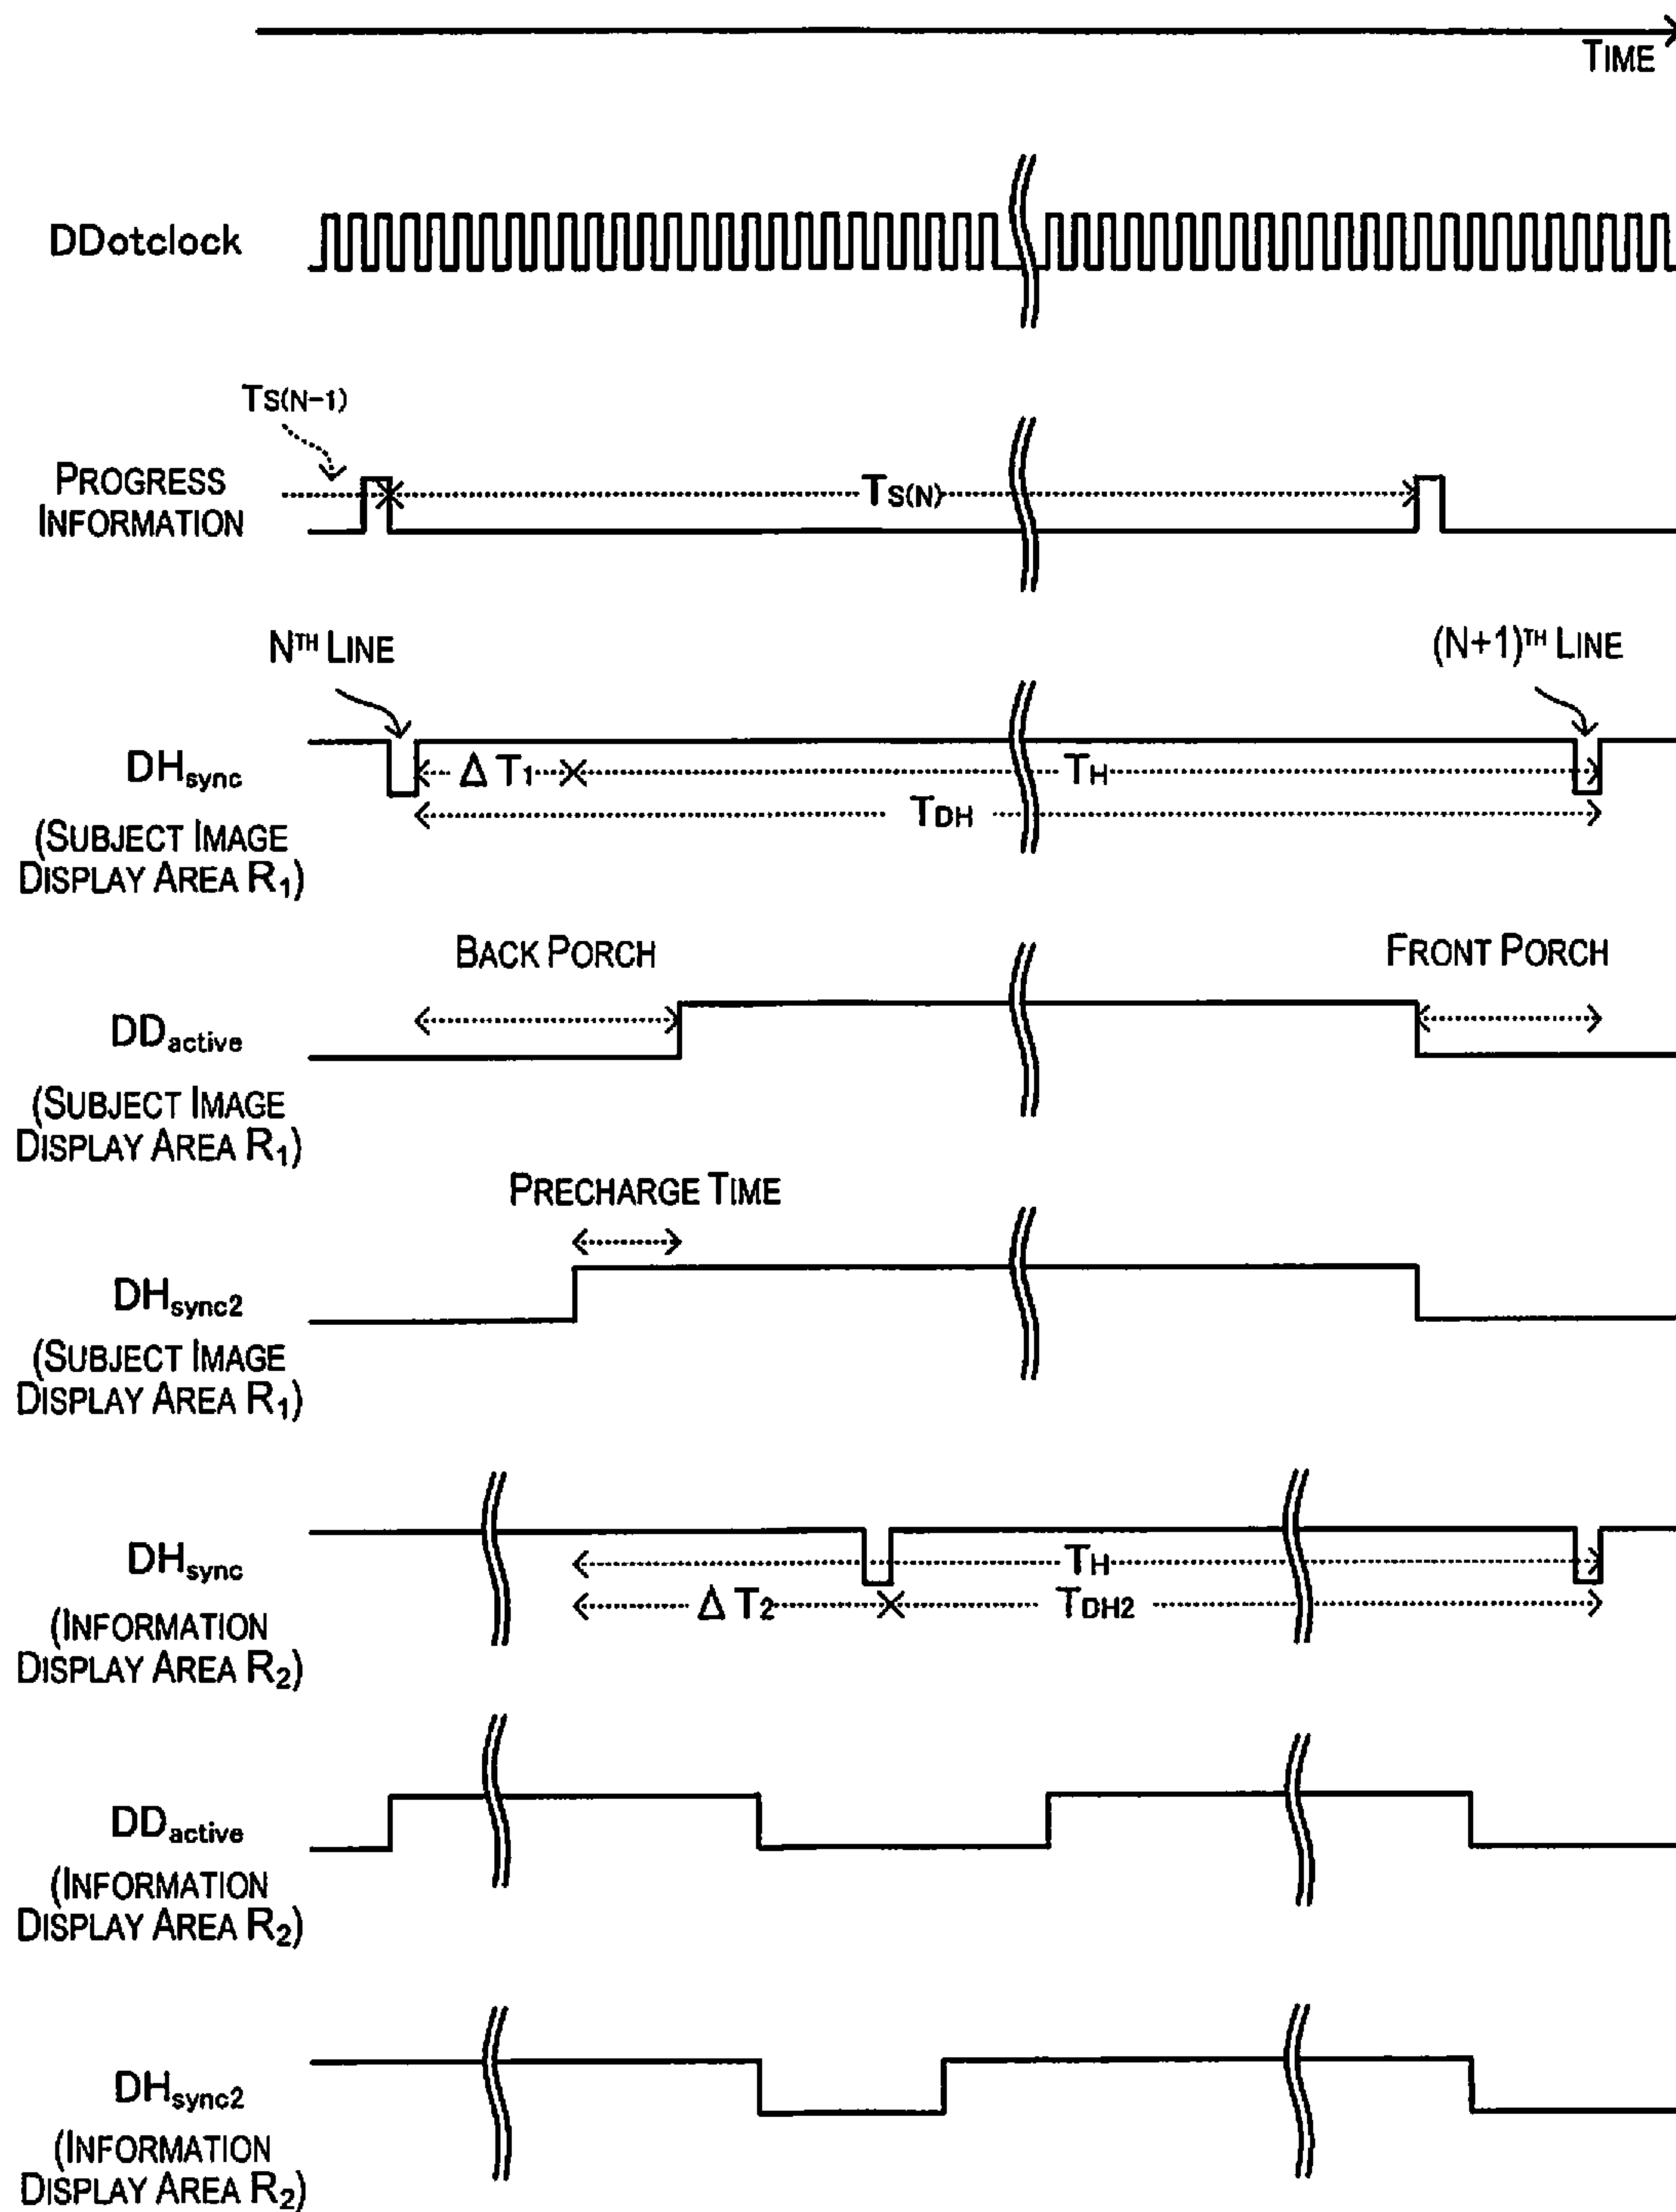 TIME
DDotclock
TS(N-1)
PROGRESS
INFORMATION
TS(N)
NTH LINE
(N+1)TH LINE
DHsync
ΔT1
TH
TDH
(SUBJECT IMAGE
DISPLAY AREA R1)
BACK PORCH
FRONT PORCH
DDactive
(SUBJECT IMAGE
DISPLAY AREA R1)
PRECHARGE TIME
DHsync2
(SUBJECT IMAGE
DISPLAY AREA R1)
DHsync
TH
ΔT2
TDH2
(INFORMATION
DISPLAY AREA R2)
DDactive
(INFORMATION
DISPLAY AREA R2)
DHsync2
(INFORMATION
DISPLAY AREA R2)